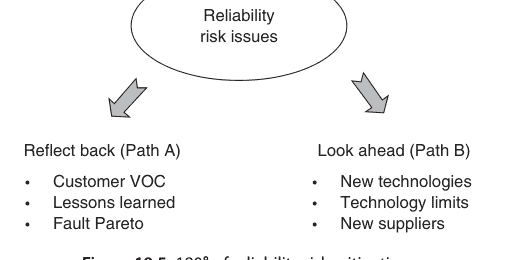 Reliability
risk issues
Reflect back (Path A)
• Customer VOC
• Lessons learned
• Fault Pareto
Look ahead (Path B)
• New technologies
• Technology limits
• New suppliers